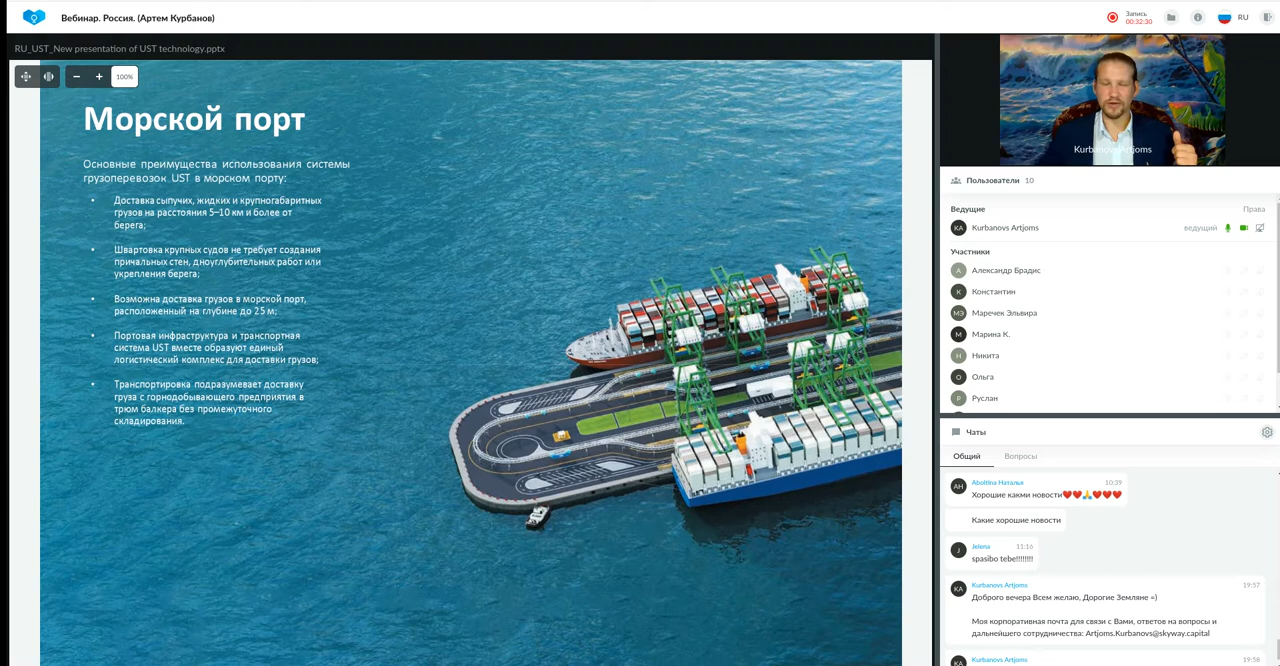 Вебинар. Россия. (Артем Курбанов)
Запись
00:32:30
RU
RU_UST_New presentation of UST technology.pptx
100%
Морской порт
Основные преимущества использования системы
грузоперевозок UST в морском порту:
• Доставка сыпучих, жидких и крупногабаритных
грузов на расстояния 5–10 км и более от
берега;
• Швартовка крупных судов не требует создания
причальных стен, дноуглубительных работ или
укрепления берега;
• Возможна доставка грузов в морской порт,
расположенный на глубине до 25 м;
• Портовая инфраструктура и транспортная
система UST вместе образуют единый
логистический комплекс для доставки грузов;
• Транспортировка подразумевает доставку
груза с горнодобывающего предприятия в
трюм балкера без промежуточного
складирования.
Kurbanovs Artjoms
Пользователи 10
Ведущие Права
KA Kurbanovs Artjoms ведущий
Участники
А Александр Брадис
К Константин
МЭ Маречек Эльвира
М Марина К.
Н Никита
О Ольга
Р Руслан
Чаты
Общий Вопросы
АН Aboltina Наталья 10:39
Хорошие какми новости❤️❤️🙏❤️❤️❤️
Какие хорошие новости
J Jelena 11:16
spasibo tebe!!!!!!!!
KA Kurbanovs Artjoms 19:57
Доброго вечера Всем желаю, Дорогие Земляне =)
Моя корпоративная почта для связи с Вами, ответов на вопросы и
дальнейшего сотрудничества: Artjoms.Kurbanovs@skyway.capital
KA Kurbanovs Artjoms 19:58